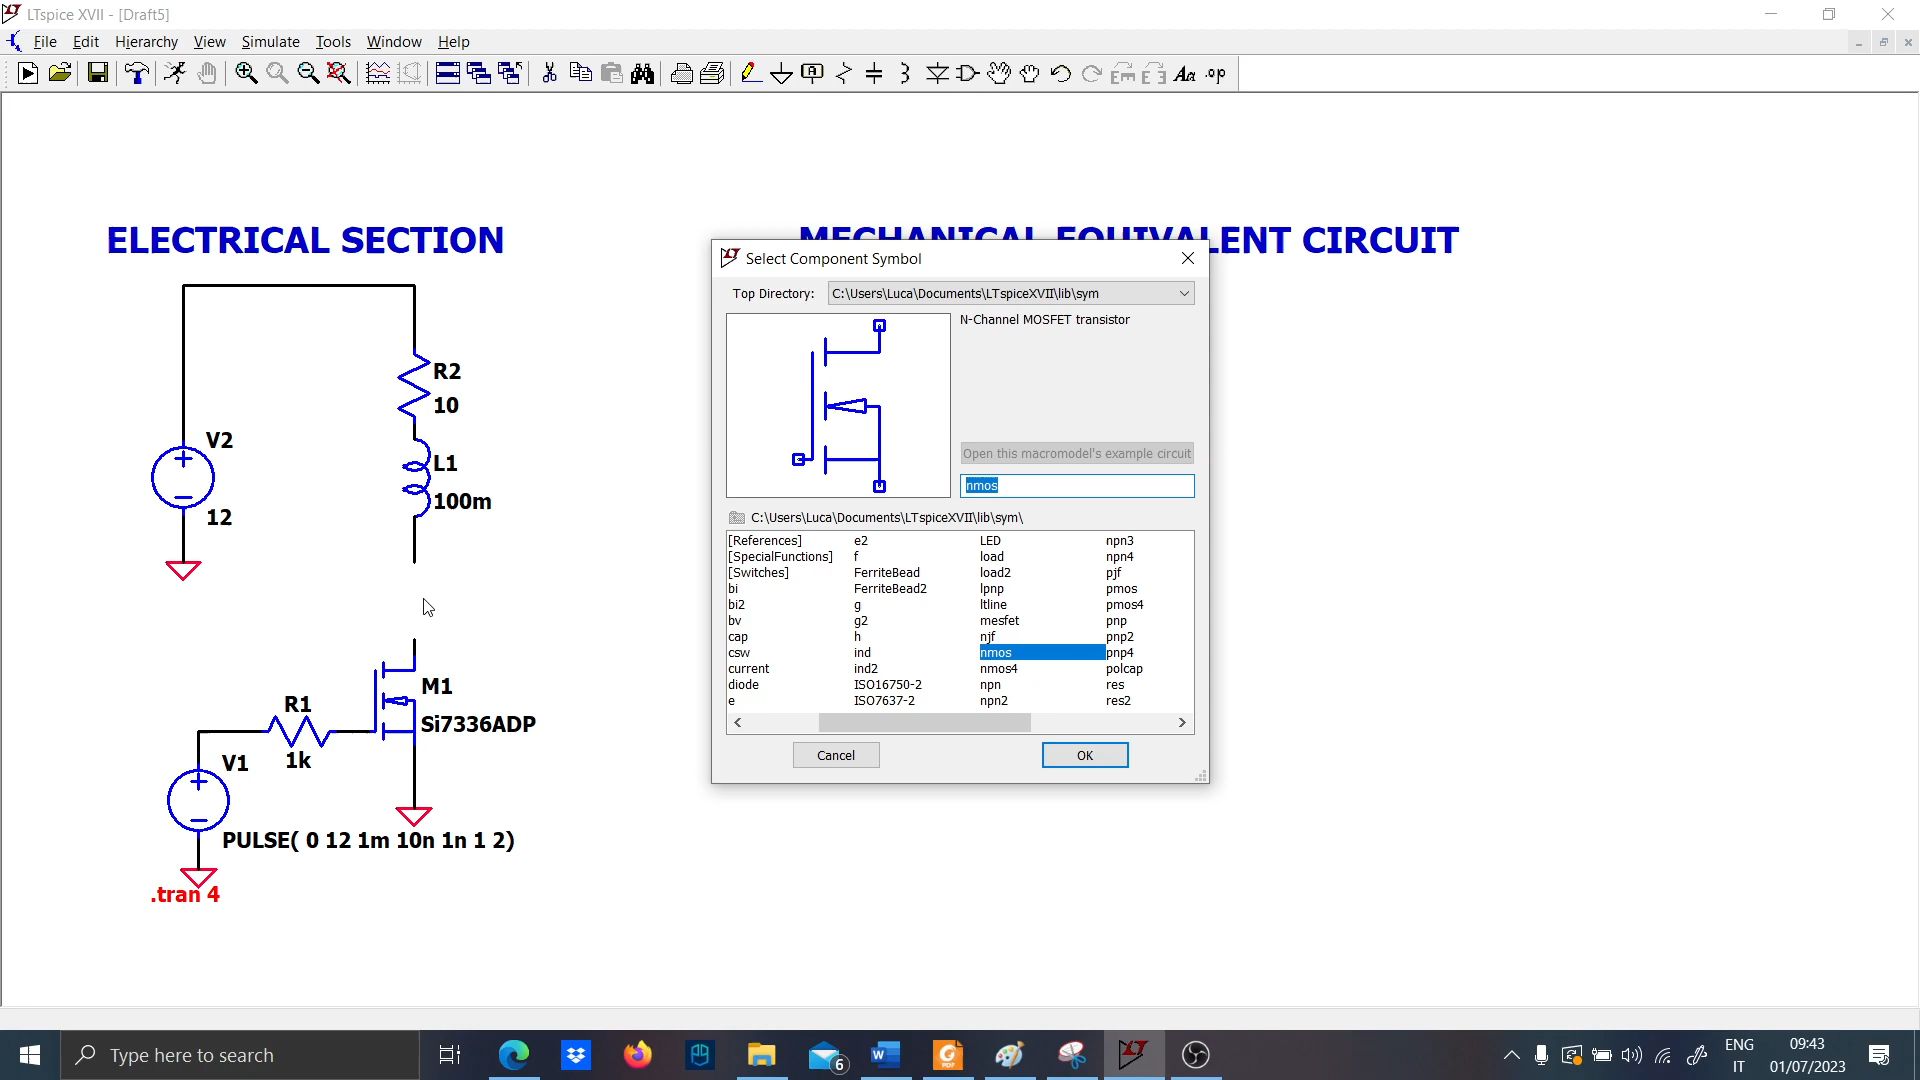 LTspice XVII - [Draft5]
File Edit Hierarchy View Simulate Tools Window Help
A
Aa .op
ELECTRICAL SECTION
MECHANICAL EQUIVALENT CIRCUIT
R2
10
V2
12
L1
100m
M1
Si7336ADP
R1
1k
V1
PULSE( 0 12 1m 10n 1n 1 2)
.tran 4
Select Component Symbol
Top Directory: C:\Users\Luca\Documents\LTspiceXVII\lib\sym
N-Channel MOSFET transistor
Open this macromodel's example circuit
nmos
C:\Users\Luca\Documents\LTspiceXVII\lib\sym\
[References] e2 LED npn3
[SpecialFunctions] f load npn4
[Switches] FerriteBead load2 pjf
bi FerriteBead2 lpnp pmos
bi2 g ltline pmos4
bv g2 mesfet pnp
cap h njf pnp2
csw ind nmos pnp4
current ind2 nmos4 polcap
diode ISO16750-2 npn res
e ISO7637-2 npn2 res2
Cancel OK
Type here to search
6
ENG
IT
09:43
01/07/2023